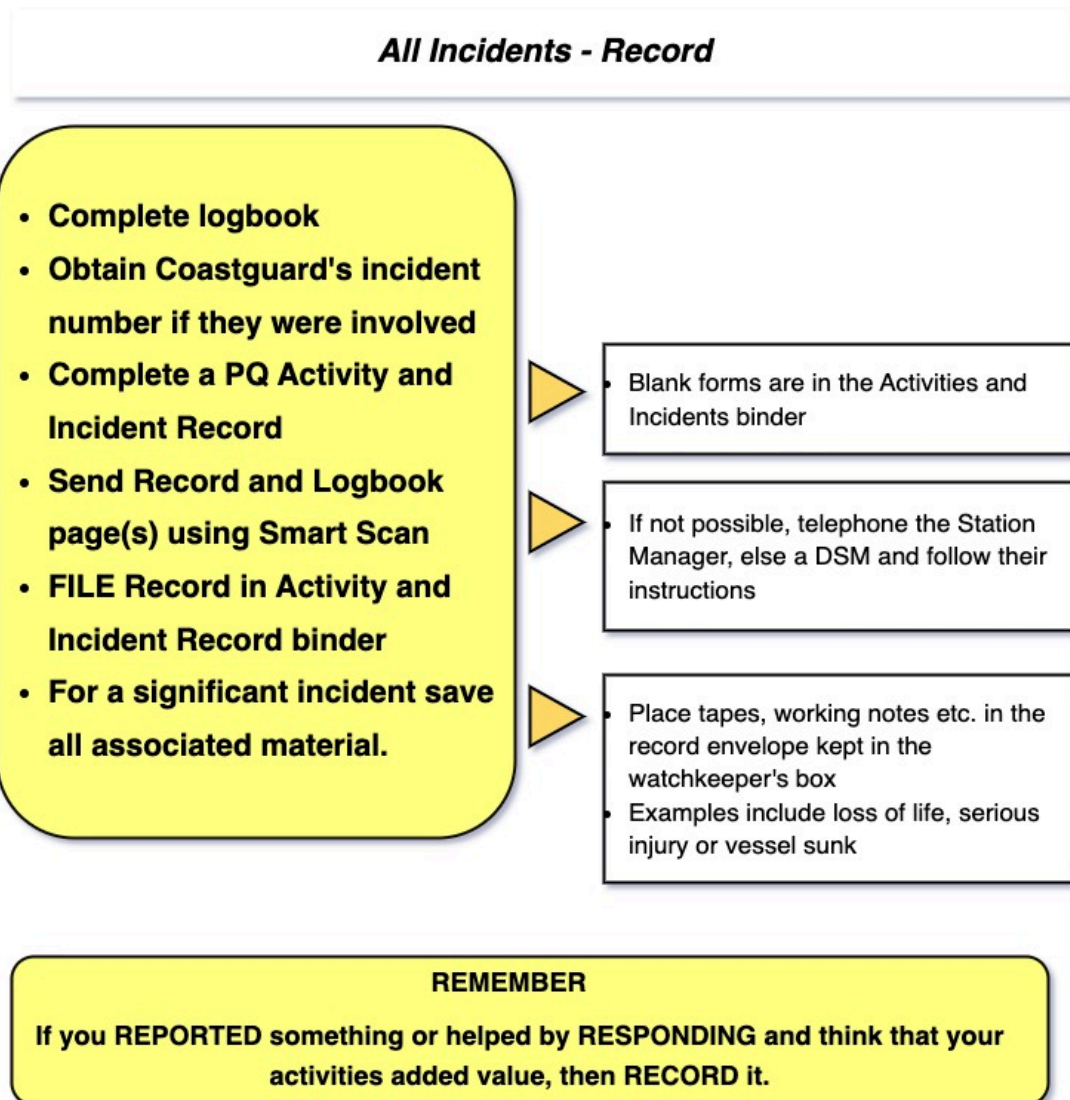 All Incidents - Record
• Complete logbook
• Obtain Coastguard's incident
number if they were involved
• Complete a PQ Activity and
Incident Record
• Send Record and Logbook
page(s) using Smart Scan
• FILE Record in Activity and
Incident Record binder
• For a significant incident save
all associated material.
• Blank forms are in the Activities and
Incidents binder
• If not possible, telephone the Station
Manager, else a DSM and follow their
instructions
• Place tapes, working notes etc. in the
record envelope kept in the
watchkeeper's box
• Examples include loss of life, serious
injury or vessel sunk
REMEMBER
If you REPORTED something or helped by RESPONDING and think that your
activities added value, then RECORD it.